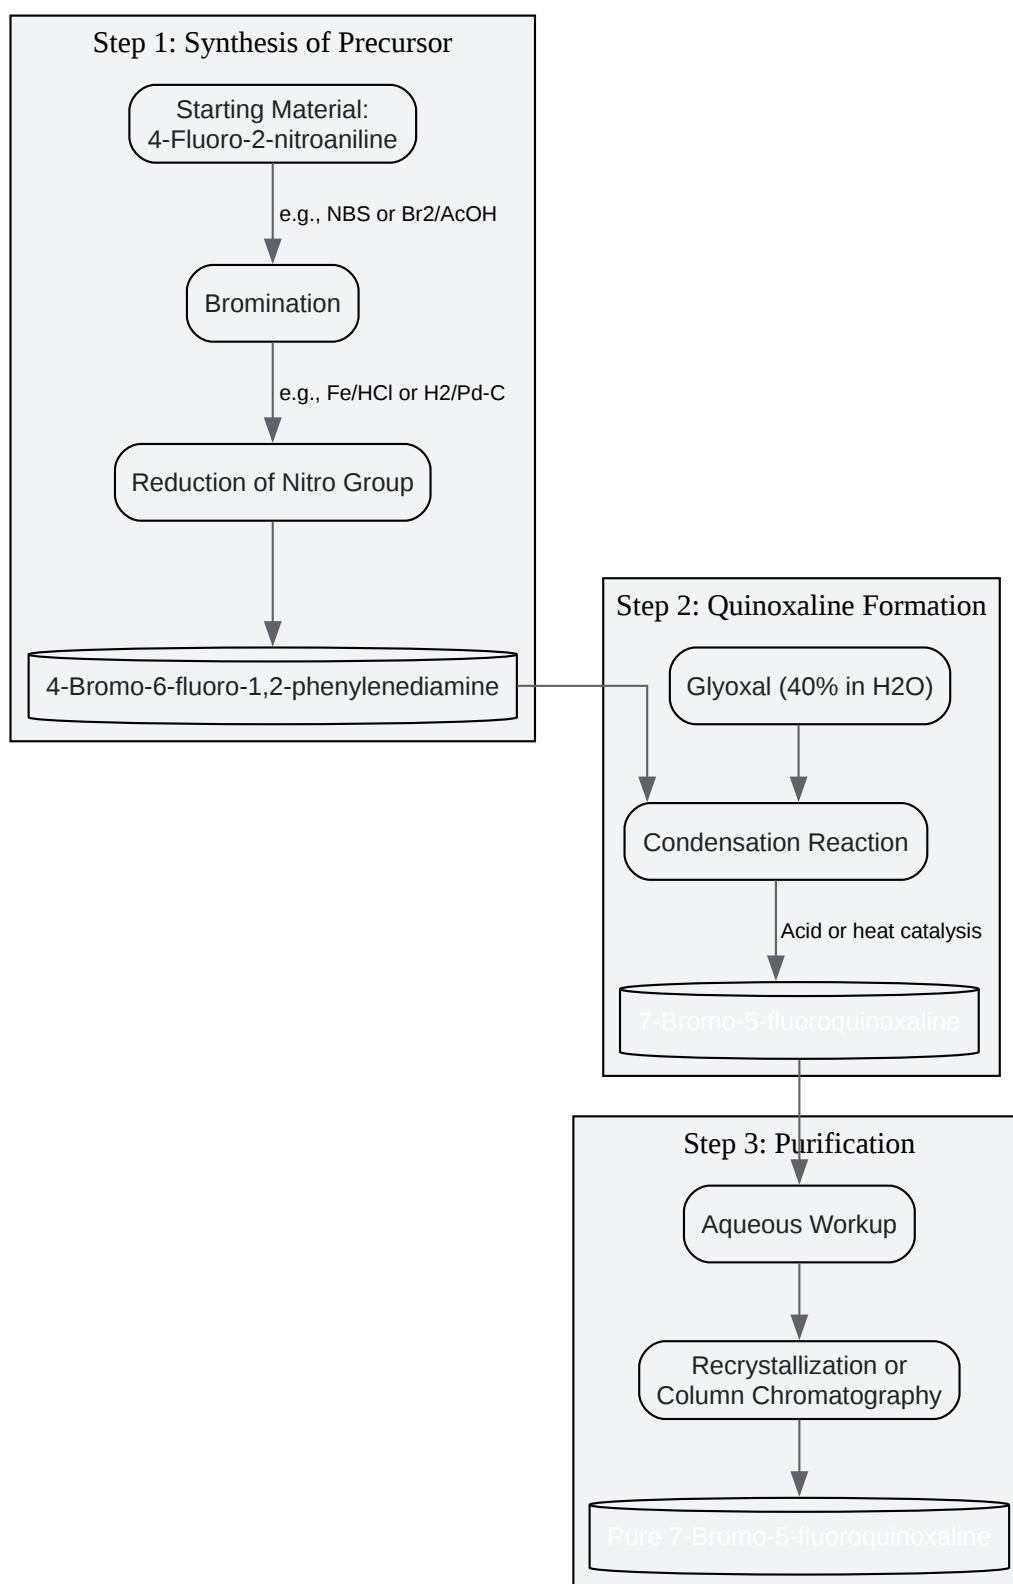 Step 1: Synthesis of Precursor
Starting Material:
4-Fluoro-2-nitroaniline
e.g., NBS or Br2/AcOH
Bromination
e.g., Fe/HCl or H2/Pd-C
Reduction of Nitro Group
4-Bromo-6-fluoro-1,2-phenylenediamine
Step 2: Quinoxaline Formation
Glyoxal (40% in H2O)
Condensation Reaction
Acid or heat catalysis
7-Bromo-5-fluoroquinoxaline
Step 3: Purification
Aqueous Workup
Recrystallization or
Column Chromatography
Pure 7-Bromo-5-fluoroquinoxaline